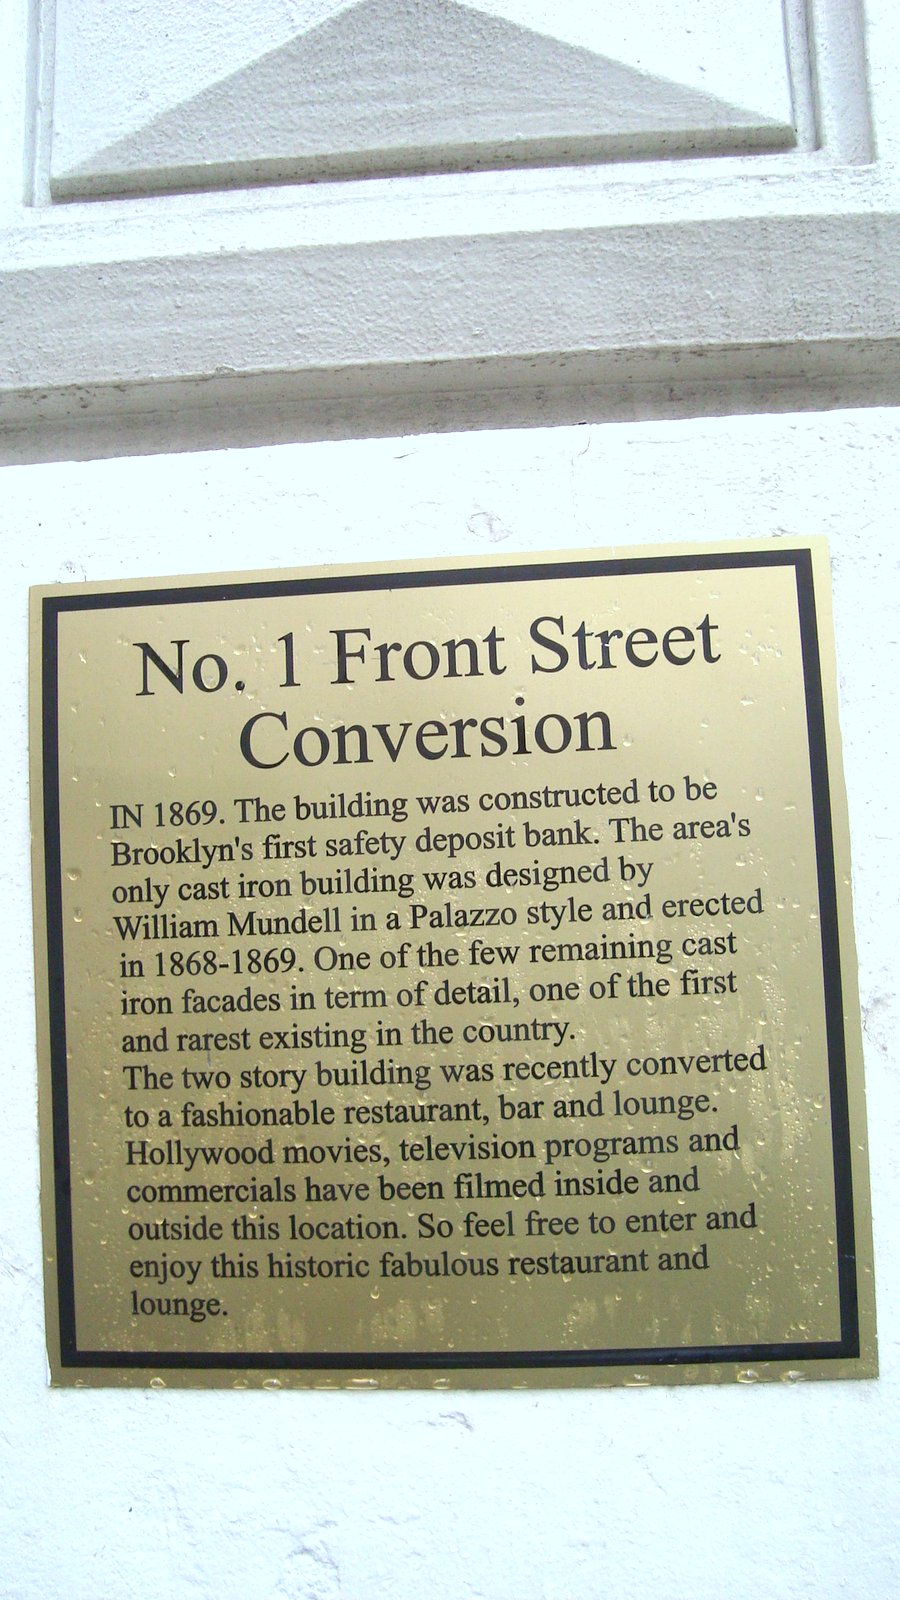 No. 1 Front Street
Conversion
IN 1869. The building was constructed to be
Brooklyn's first safety deposit bank. The area's
only cast iron building was designed by
William Mundell in a Palazzo style and erected
in 1868-1869. One of the few remaining cast
iron facades in term of detail, one of the first
and rarest existing in the country.
The two story building was recently converted
to a fashionable restaurant, bar and lounge.
Hollywood movies, television programs and
commercials have been filmed inside and
outside this location. So feel free to enter and
enjoy this historic fabulous restaurant and
lounge.